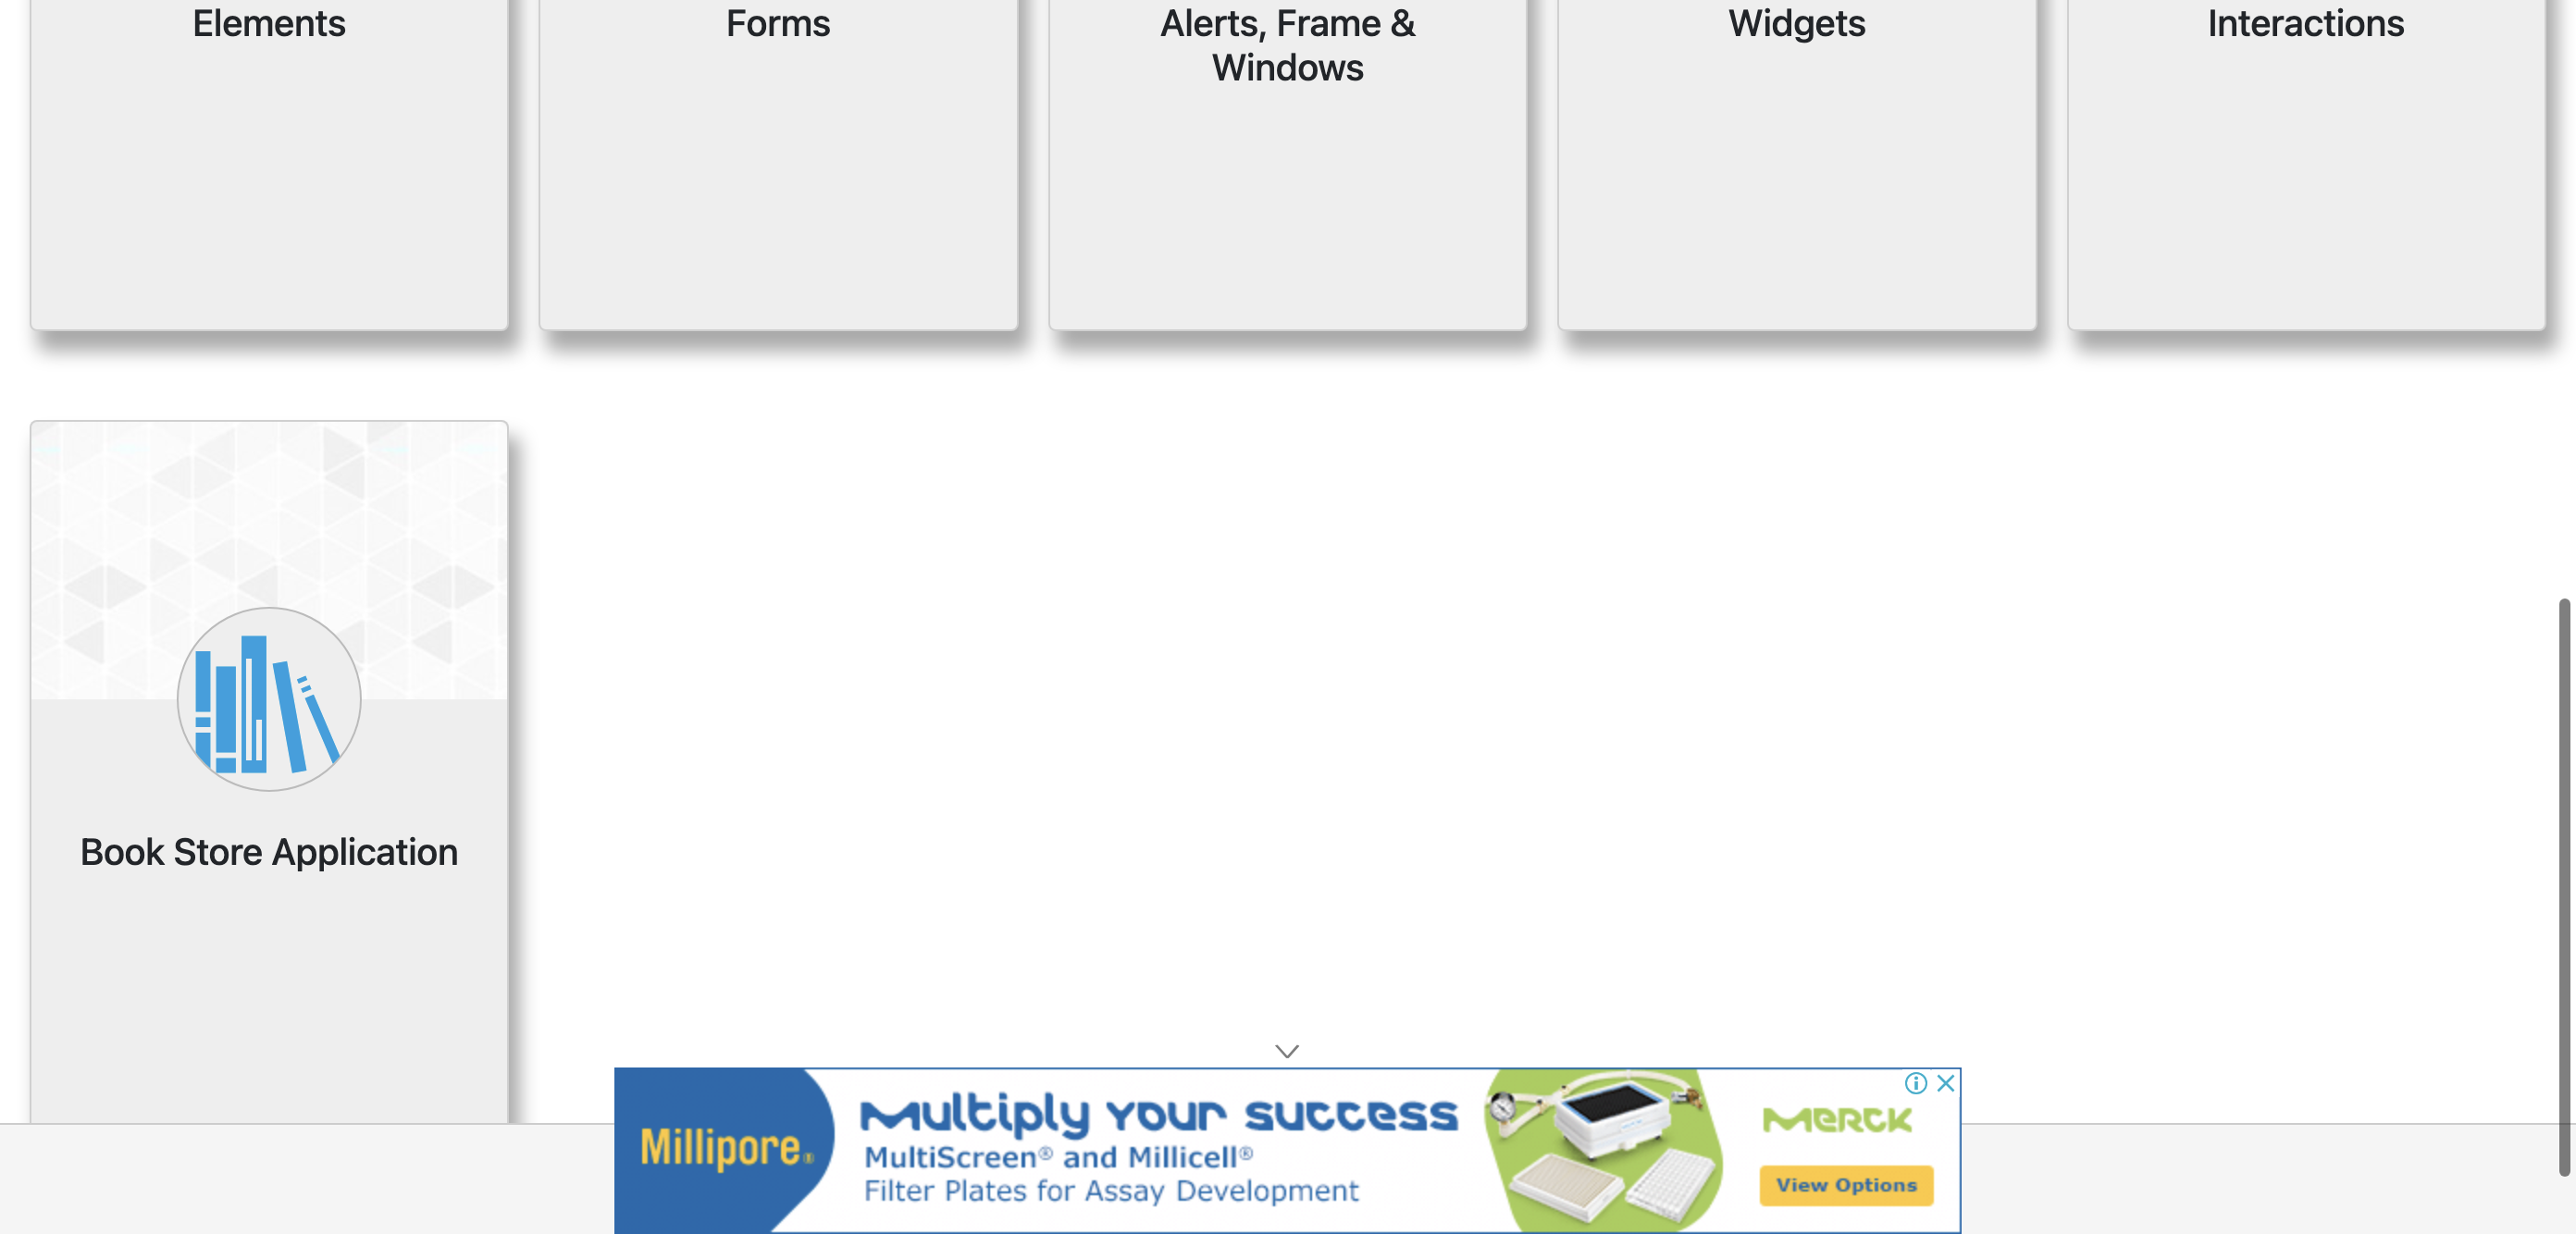 Elements
Forms
Alerts, Frame &
Windows
Widgets
Interactions
Book Store Application
Millipore®
Multiply your success
MultiScreen® and Millicell®
Filter Plates for Assay Development
MERCK
View Options